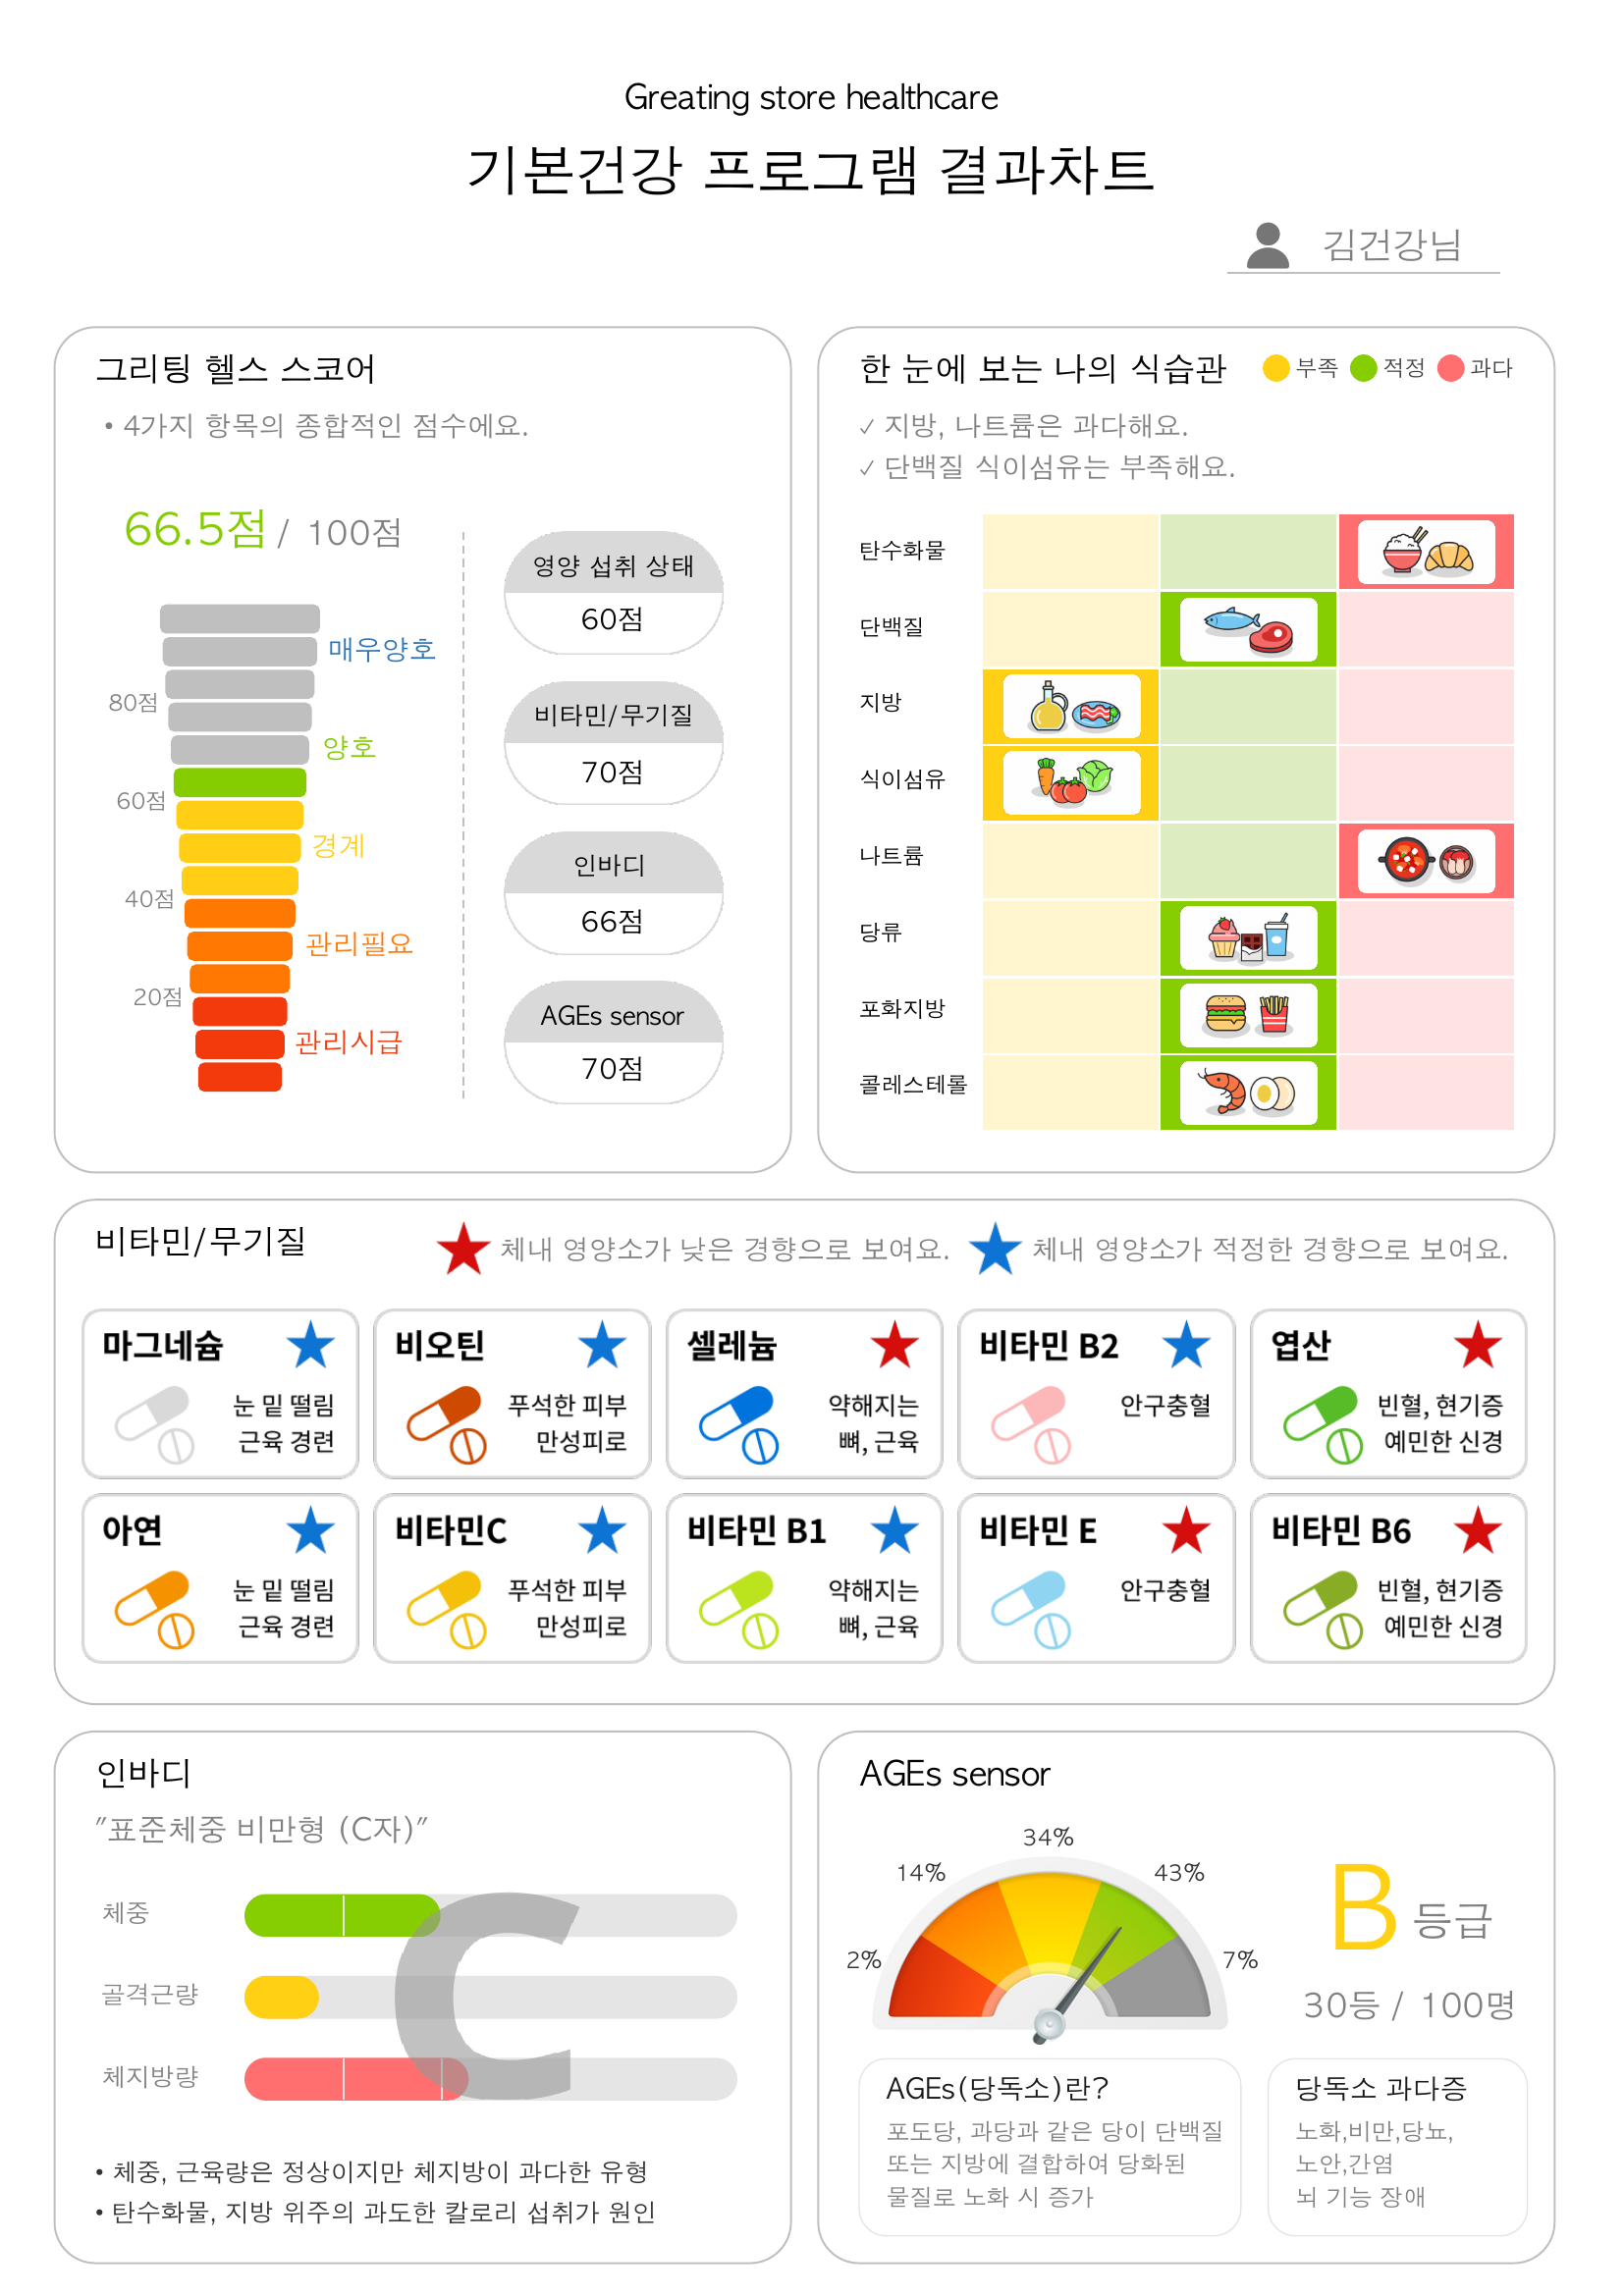 Greating store healthcare
기본건강 프로그램 결과차트
김건강님
그리팅 헬스 스코어
• 4가지 항목의 종합적인 점수에요.
66.5점 / 100점
매우양호
80점
양호
60점
경계
40점
관리필요
20점
관리시급
영양 섭취 상태
60점
비타민/무기질
70점
인바디
66점
AGEs sensor
70점
한 눈에 보는 나의 식습관
부족 적정 과다
✓ 지방, 나트륨은 과다해요.
✓ 단백질 식이섬유는 부족해요.
탄수화물
단백질
지방
식이섬유
나트륨
당류
포화지방
콜레스테롤
비타민/무기질
체내 영양소가 낮은 경향으로 보여요.
체내 영양소가 적정한 경향으로 보여요.
마그네슘
눈 밑 떨림
근육 경련
비오틴
푸석한 피부
만성피로
셀레늄
약해지는
뼈, 근육
비타민 B2
안구충혈
엽산
빈혈, 현기증
예민한 신경
아연
눈 밑 떨림
근육 경련
비타민C
푸석한 피부
만성피로
비타민 B1
약해지는
뼈, 근육
비타민 E
안구충혈
비타민 B6
빈혈, 현기증
예민한 신경
인바디
"표준체중 비만형 (C자)"
체중
골격근량
체지방량
C
• 체중, 근육량은 정상이지만 체지방이 과다한 유형
• 탄수화물, 지방 위주의 과도한 칼로리 섭취가 원인
AGEs sensor
2%
14%
34%
43%
7%
B 등급
30등 / 100명
AGEs(당독소)란?
포도당, 과당과 같은 당이 단백질
또는 지방에 결합하여 당화된
물질로 노화 시 증가
당독소 과다증
노화,비만,당뇨,
노안,간염
뇌 기능 장애